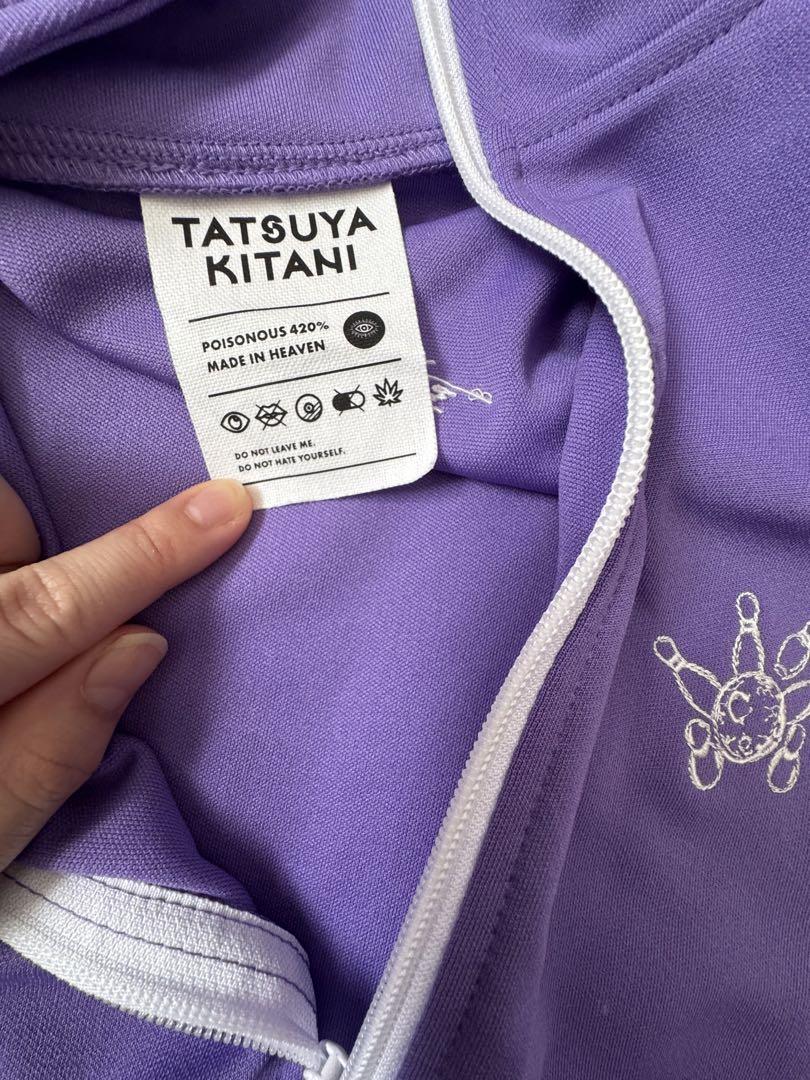 TATSUYA
KITANI
POISONOUS 420%
MADE IN HEAVEN
DO NOT LEAVE ME.
DO NOT HATE YOURSELF.
C